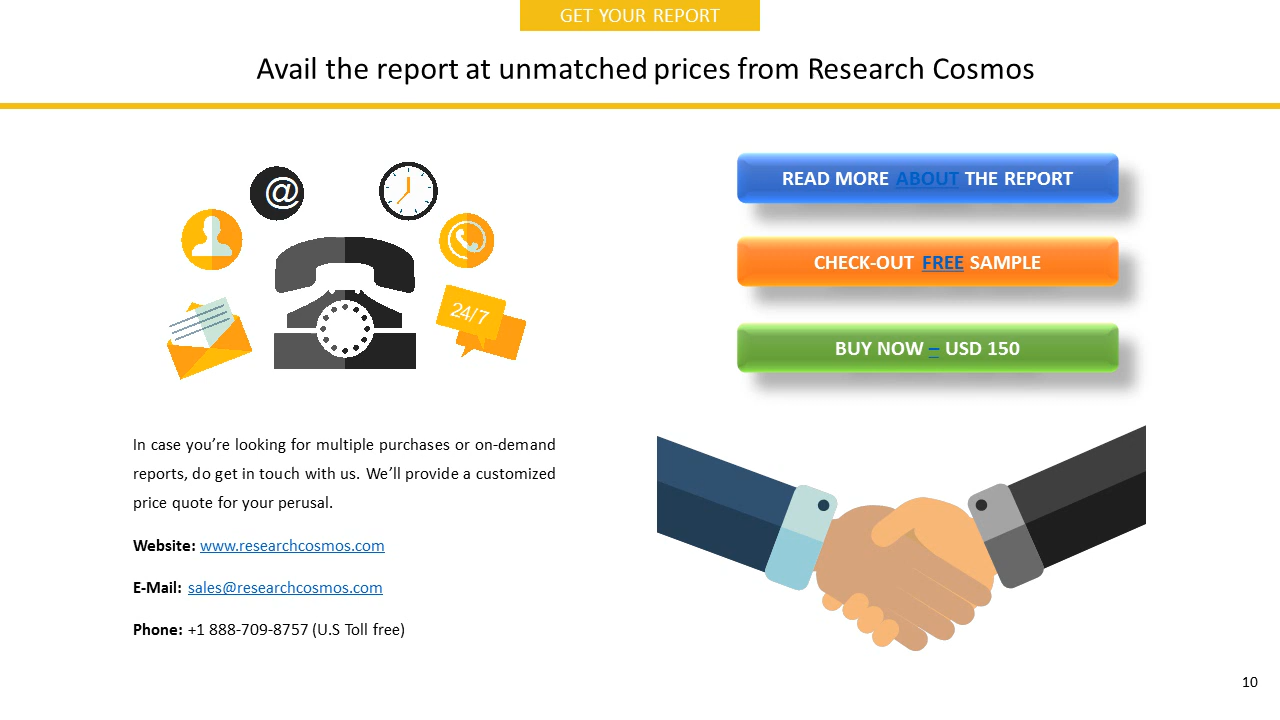 GET YOUR REPORT
Avail the report at unmatched prices from Research Cosmos
@
24/7
READ MORE ABOUT THE REPORT
CHECK-OUT FREE SAMPLE
BUY NOW – USD 150
In case you’re looking for multiple purchases or on-demand
reports, do get in touch with us. We’ll provide a customized
price quote for your perusal.
Website: www.researchcosmos.com
E-Mail: sales@researchcosmos.com
Phone: +1 888-709-8757 (U.S Toll free)
10